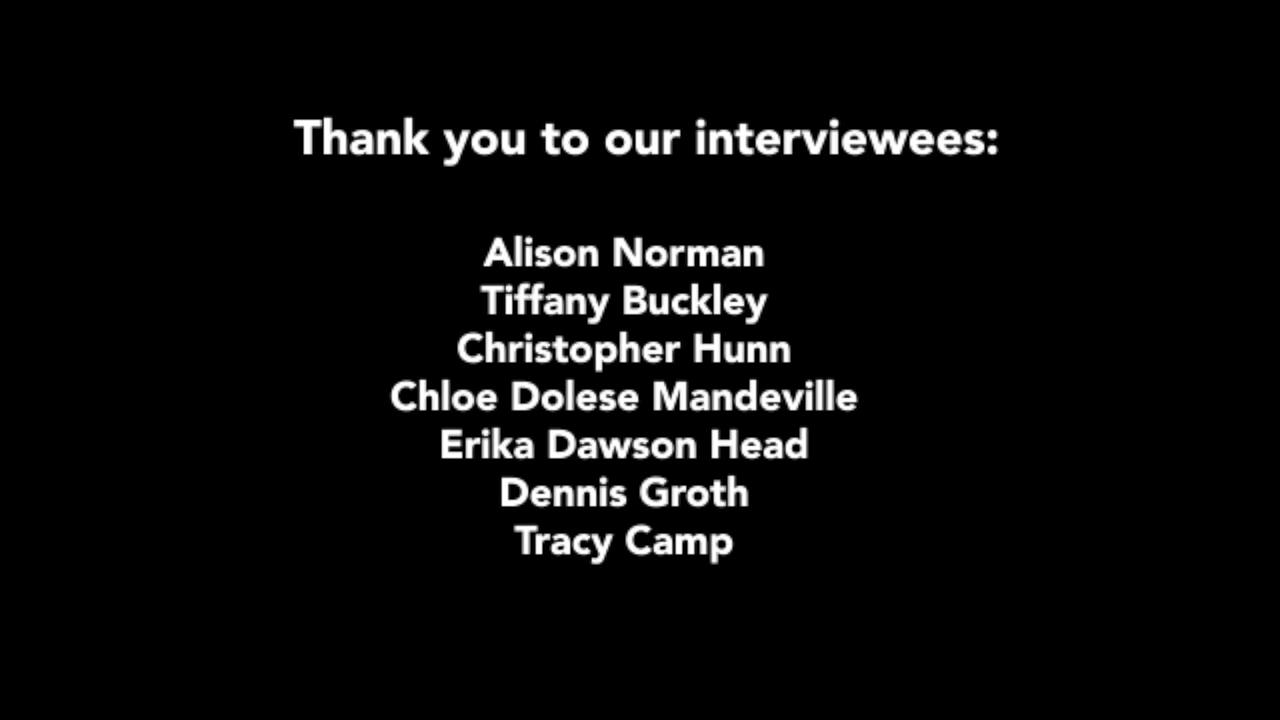 Thank you to our interviewees:
Alison Norman
Tiffany Buckley
Christopher Hunn
Chloe Dolese Mandeville
Erika Dawson Head
Dennis Groth
Tracy Camp